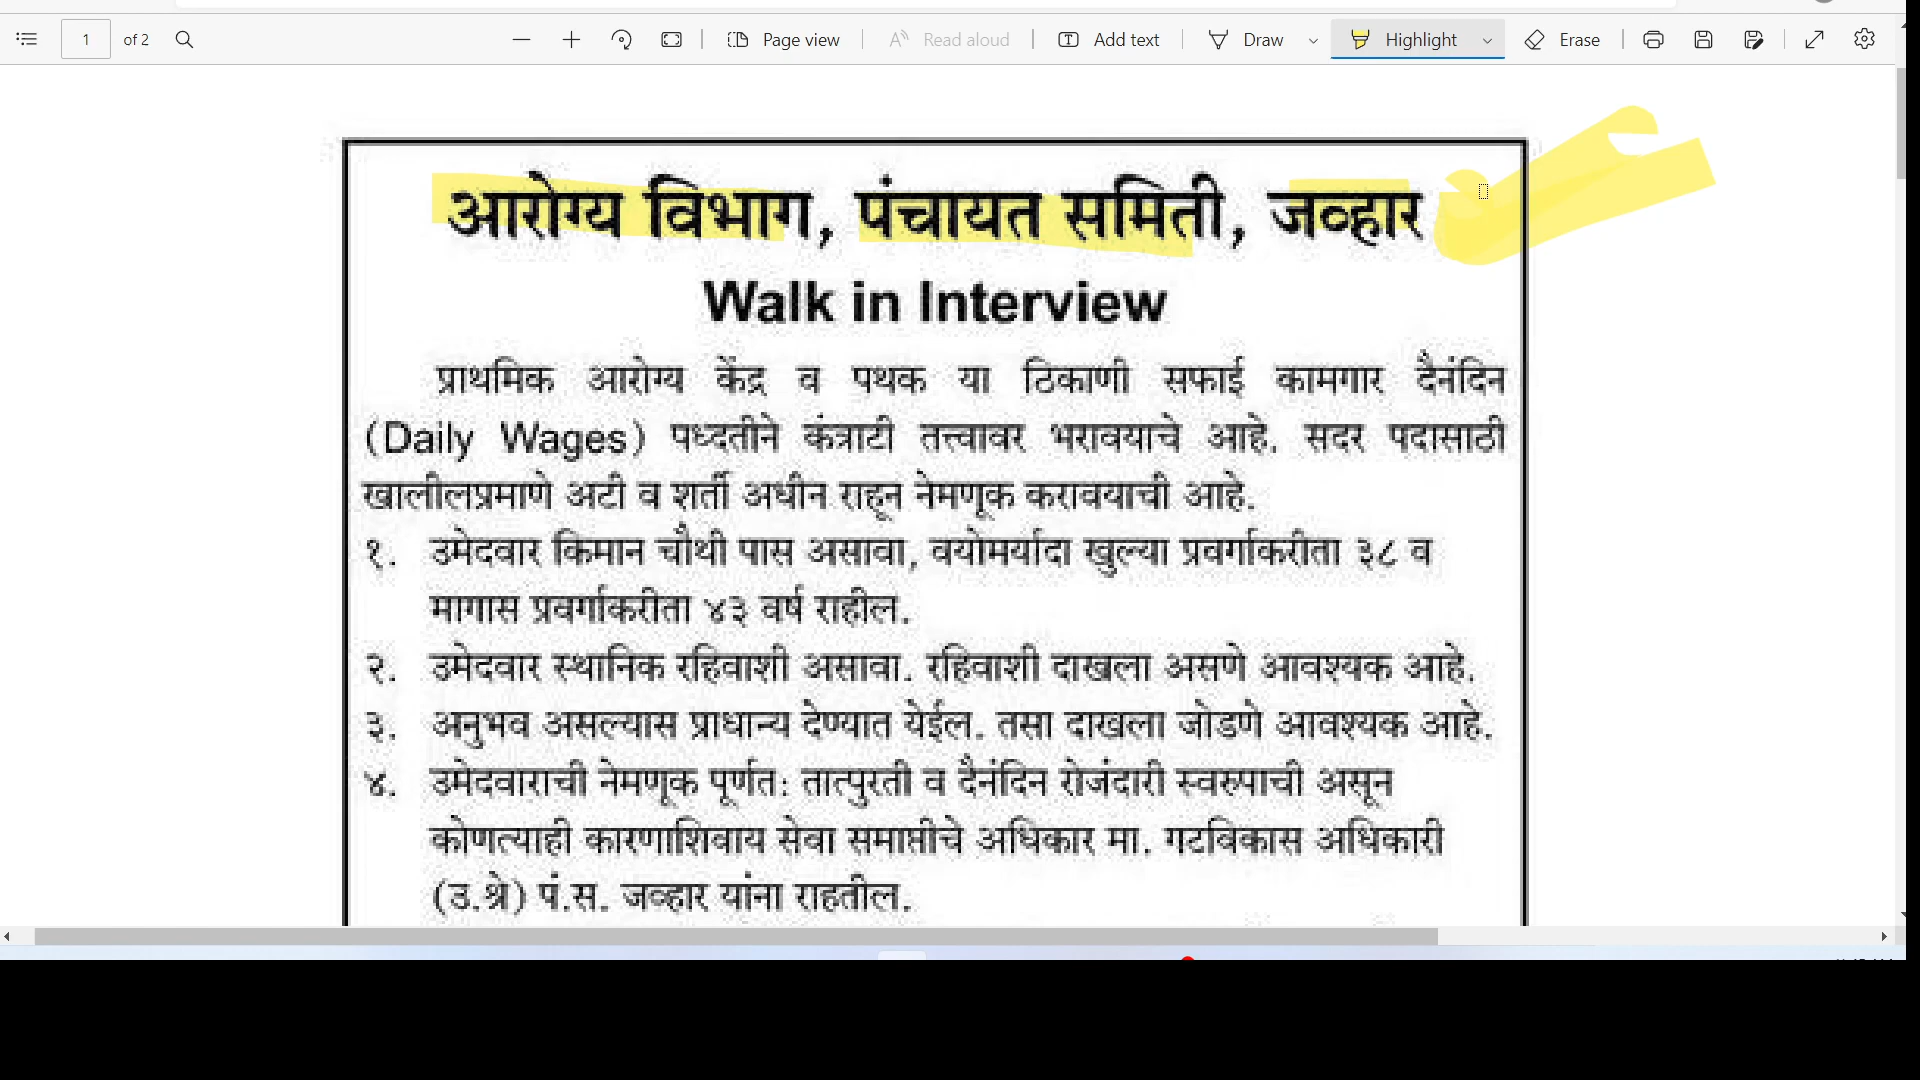 1 of 2 Page view Read aloud Add text Draw Highlight Erase
आरोग्य विभाग, पंचायत समिती, जव्हार
Walk in Interview
प्राथमिक आरोग्य केंद्र व पथक या ठिकाणी सफाई कामगार दैनंदिन
(Daily Wages) पध्दतीने कंत्राटी तत्त्वावर भरावयाचे आहे. सदर पदासाठी
खालीलप्रमाणे अटी व शर्ती अधीन राहून नेमणूक करावयाची आहे.
१. उमेदवार किमान चौथी पास असावा, वयोमर्यादा खुल्या प्रवर्गाकरीता ३८ व
मागास प्रवर्गाकरीता ४३ वर्ष राहील.
२. उमेदवार स्थानिक रहिवाशी असावा. रहिवाशी दाखला असणे आवश्यक आहे.
३. अनुभव असल्यास प्राधान्य देण्यात येईल. तसा दाखला जोडणे आवश्यक आहे.
४. उमेदवाराची नेमणूक पूर्णत: तात्पुरती व दैनंदिन रोजंदारी स्वरुपाची असून
कोणत्याही कारणाशिवाय सेवा समाप्तीचे अधिकार मा. गटविकास अधिकारी
(उ.श्रे) पं.स. जव्हार यांना राहतील.